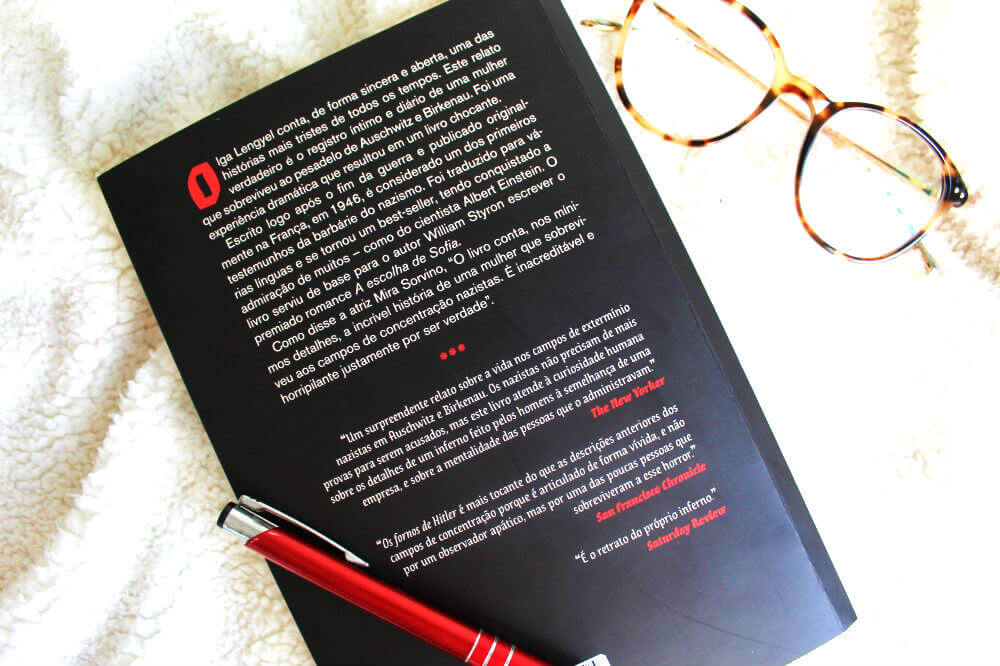 Olga Lengyel conta, de forma sincera e aberta, uma das
histórias mais tristes de todos os tempos. Este relato
verdadeiro é o registro íntimo e diário de uma mulher
que sobreviveu ao pesadelo de Auschwitz e Birkenau. Foi uma
experiência dramática que resultou em um livro chocante.
Escrito logo após o fim da guerra e publicado original-
mente na França, em 1946, é considerado um dos primeiros
testemunhos da barbárie do nazismo. Foi traduzido para vá-
rias línguas e se tornou um best-seller, tendo conquistado a
admiração de muitos – como do cientista Albert Einstein. O
livro serviu de base para o autor William Styron escrever o
premiado romance A escolha de Sofia.
Como disse a atriz Mira Sorvino, “O livro conta, nos míni-
mos detalhes, a incrível história de uma mulher que sobrevi-
veu aos campos de concentração nazistas. É inacreditável e
horripilante justamente por ser verdade”.
***
“Um surpreendente relato sobre a vida nos campos de extermínio
nazistas em Auschwitz e Birkenau. Os nazistas não precisam de mais
provas para serem acusados, mas este livro atende à curiosidade humana
sobre os detalhes de um inferno feito pelos homens à semelhança de uma
empresa, e sobre a mentalidade das pessoas que o administravam.”
The New Yorker
“Os fornos de Hitler é mais tocante do que as descrições anteriores dos
campos de concentração porque é articulado de forma vívida, e não
por um observador apático, mas por uma das poucas pessoas que
sobreviveram a esse horror.”
San Francisco Chronicle
“É o retrato do próprio inferno.”
Saturday Review